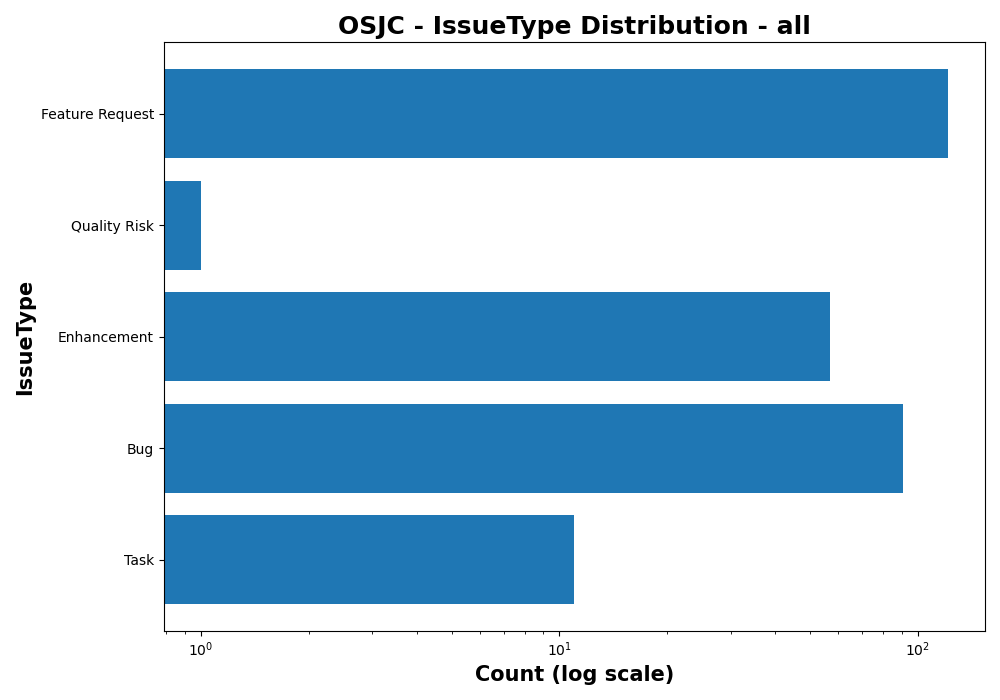 OSJC - IssueType Distribution - all
Feature Request
Quality Risk
Enhancement
Bug
Task
IssueType
10⁰ 10¹ 10²
Count (log scale)